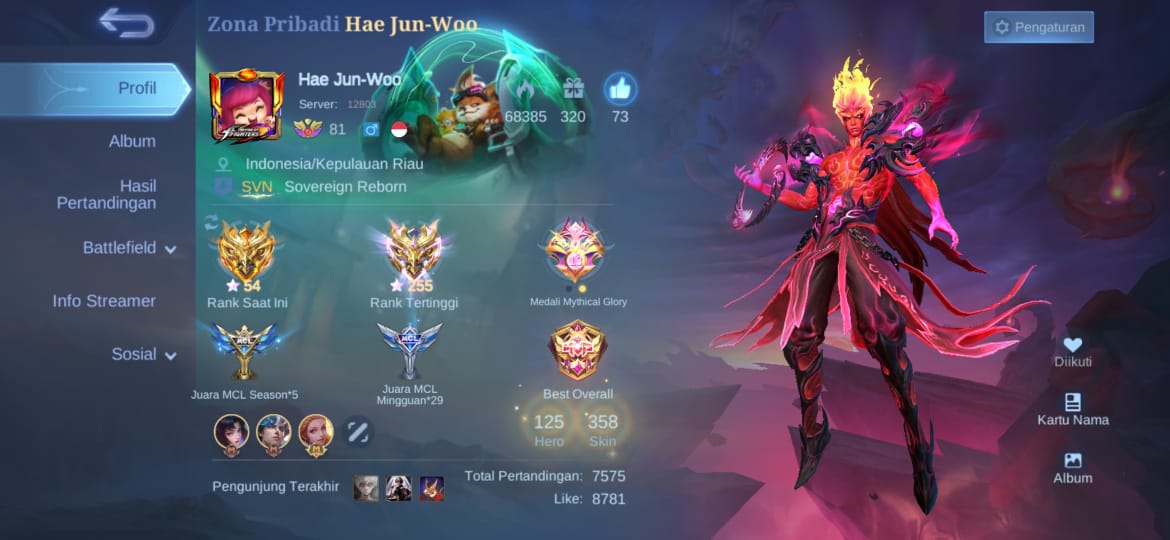 Zona Pribadi Hae Jun-Woo
Pengaturan
Profil
Album
Hasil
Pertandingan
Battlefield
Info Streamer
Sosial
Hae Jun-Woo
Server: 12803
81
68385 320 73
Indonesia/Kepulauan Riau
SVN Sovereign Reborn
54
Rank Saat Ini
255
Rank Tertinggi
Medali Mythical Glory
MCL
Juara MCL Season*5
MCL
Juara MCL
Mingguan*29
Best Overall
125
Hero
358
Skin
Pengunjung Terakhir
Total Pertandingan: 7575
Like: 8781
Diikuti
Kartu Nama
Album